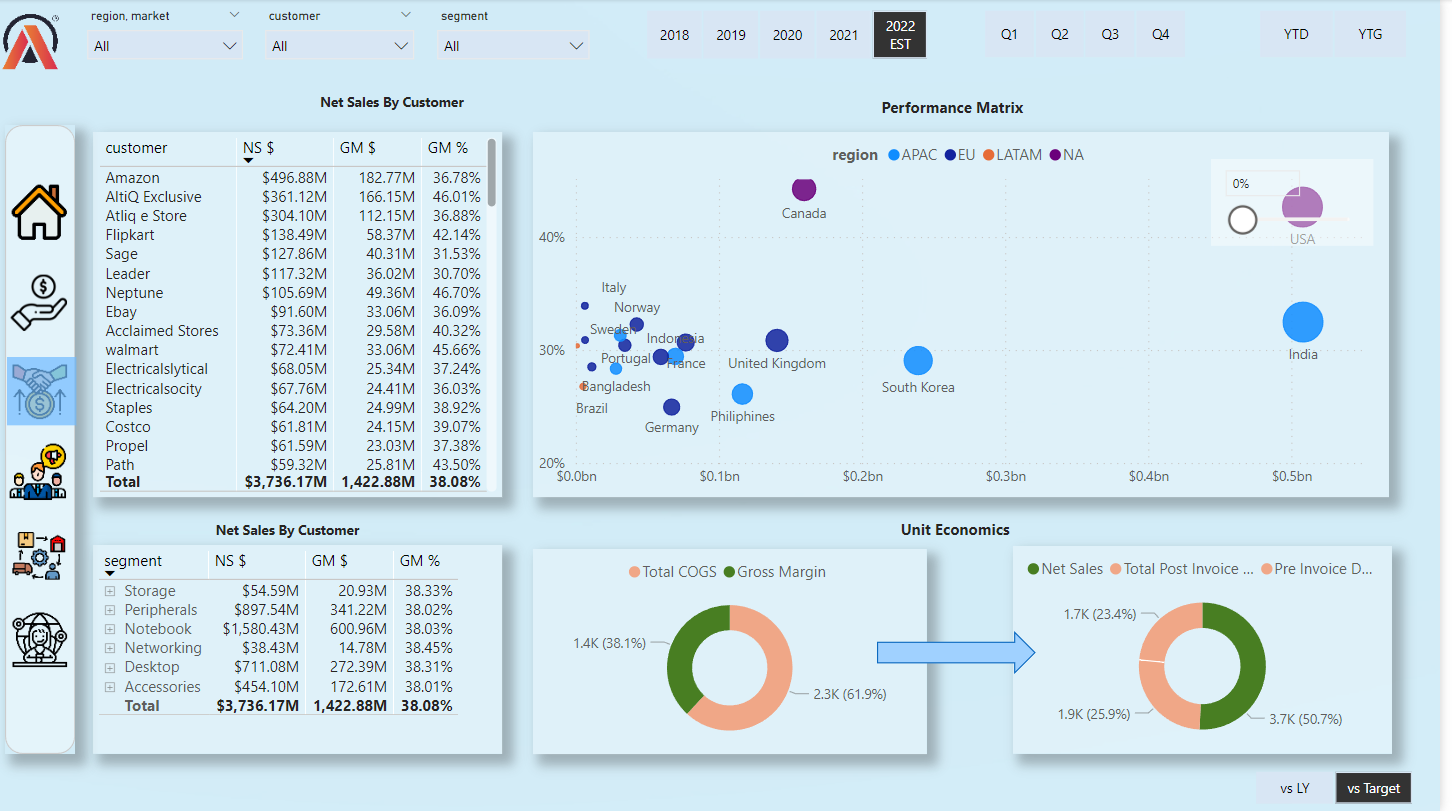 region, market
customer
segment
All
All
All
2018
2019
2020
2021
2022
EST
Q1
Q2
Q3
Q4
YTD
YTG
Net Sales By Customer
customer NS $ GM $ GM %
Amazon $496.88M 182.77M 36.78%
AltiQ Exclusive $361.12M 166.15M 46.01%
Atliq e Store $304.10M 112.15M 36.88%
Flipkart $138.49M 58.37M 42.14%
Sage $127.86M 40.31M 31.53%
Leader $117.32M 36.02M 30.70%
Neptune $105.69M 49.36M 46.70%
Ebay $91.60M 33.06M 36.09%
Acclaimed Stores $73.36M 29.58M 40.32%
walmart $72.41M 33.06M 45.66%
Electricalslytical $68.05M 25.34M 37.24%
Electricalsocity $67.76M 24.41M 36.03%
Staples $64.20M 24.99M 38.92%
Costco $61.81M 24.15M 39.07%
Propel $61.59M 23.03M 37.38%
Path $59.32M 25.81M 43.50%
Total $3,736.17M 1,422.88M 38.08%
Performance Matrix
region APAC EU LATAM NA
0%
Canada
USA
40%
Italy
Norway
Sweden
Indonesia
30%
Portugal
France
United Kingdom
India
Bangladesh
South Korea
Brazil
Philiphines
Germany
20%
$0.0bn $0.1bn $0.2bn $0.3bn $0.4bn $0.5bn
Net Sales By Customer
segment NS $ GM $ GM %
Storage $54.59M 20.93M 38.33%
Peripherals $897.54M 341.22M 38.02%
Notebook $1,580.43M 600.96M 38.03%
Networking $38.43M 14.78M 38.45%
Desktop $711.08M 272.39M 38.31%
Accessories $454.10M 172.61M 38.01%
Total $3,736.17M 1,422.88M 38.08%
Unit Economics
Total COGS Gross Margin
1.4K (38.1%)
2.3K (61.9%)
Net Sales Total Post Invoice ... Pre Invoice D...
1.7K (23.4%)
1.9K (25.9%)
3.7K (50.7%)
vs LY
vs Target